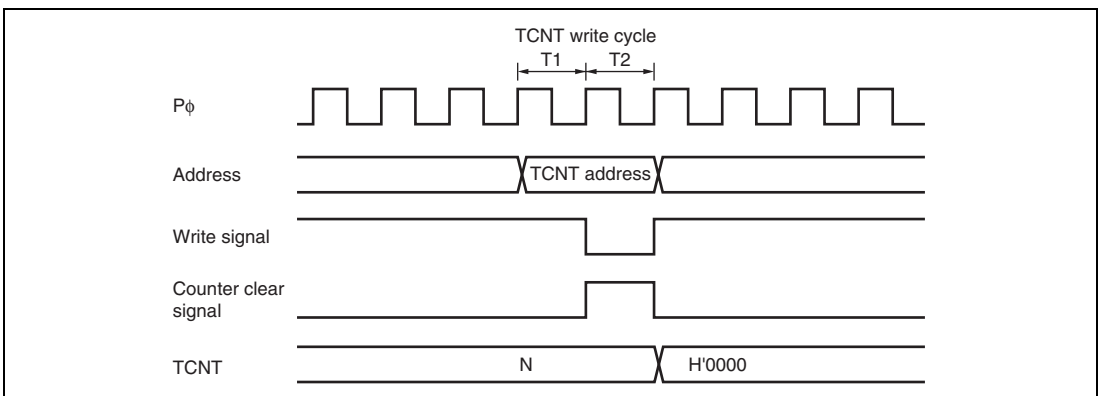 TCNT write cycle
T1 T2
Pϕ
Address
TCNT address
Write signal
Counter clear
signal
TCNT
N
H'0000